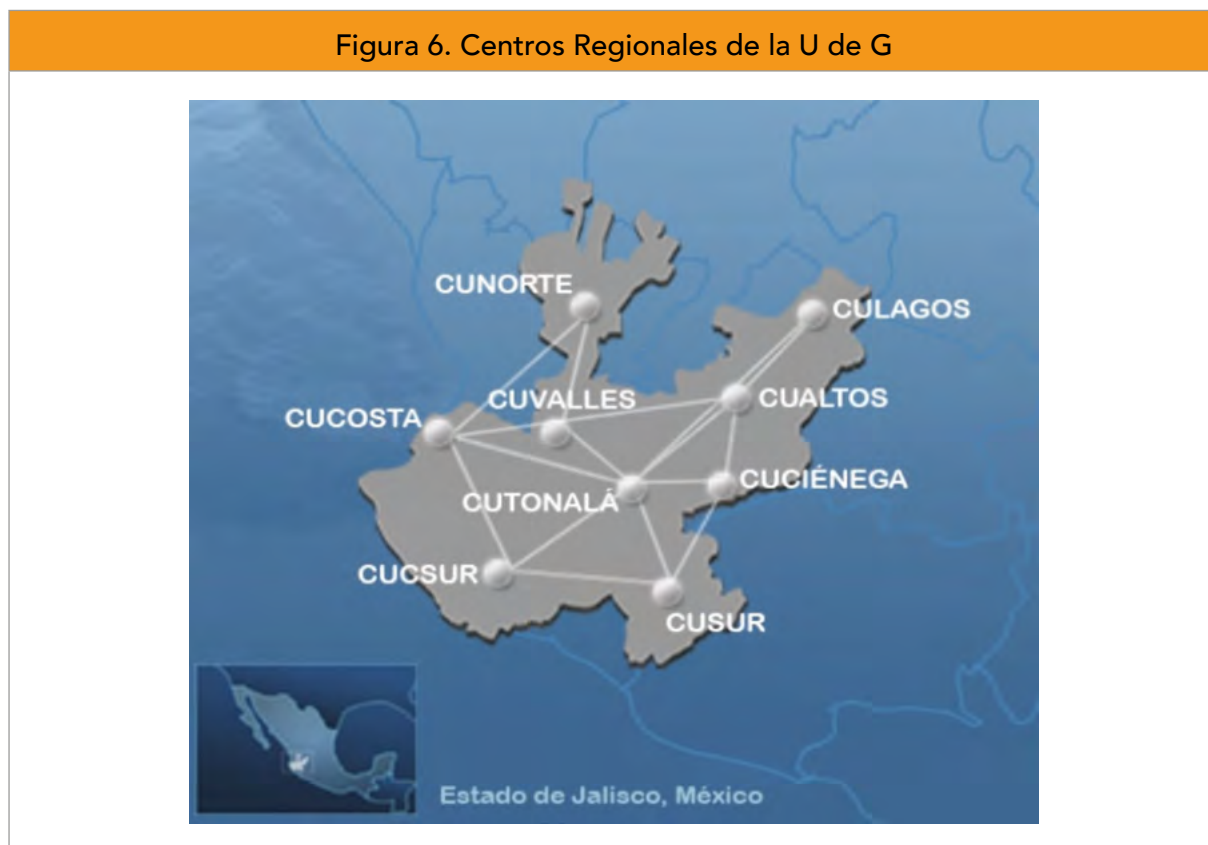 Figura 6. Centros Regionales de la U de G
CUNORTE
CULAGOS
CUVALLES
CUALTOS
CUCOSTA
CUCIÉNEGA
CUTONALÁ
CUCSUR
CUSUR
Estado de Jalisco, México